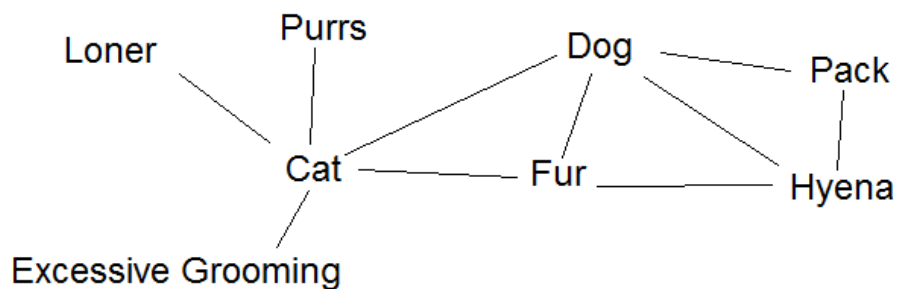 Loner
Purrs
Dog
Pack
Cat
Fur
Hyena
Excessive Grooming